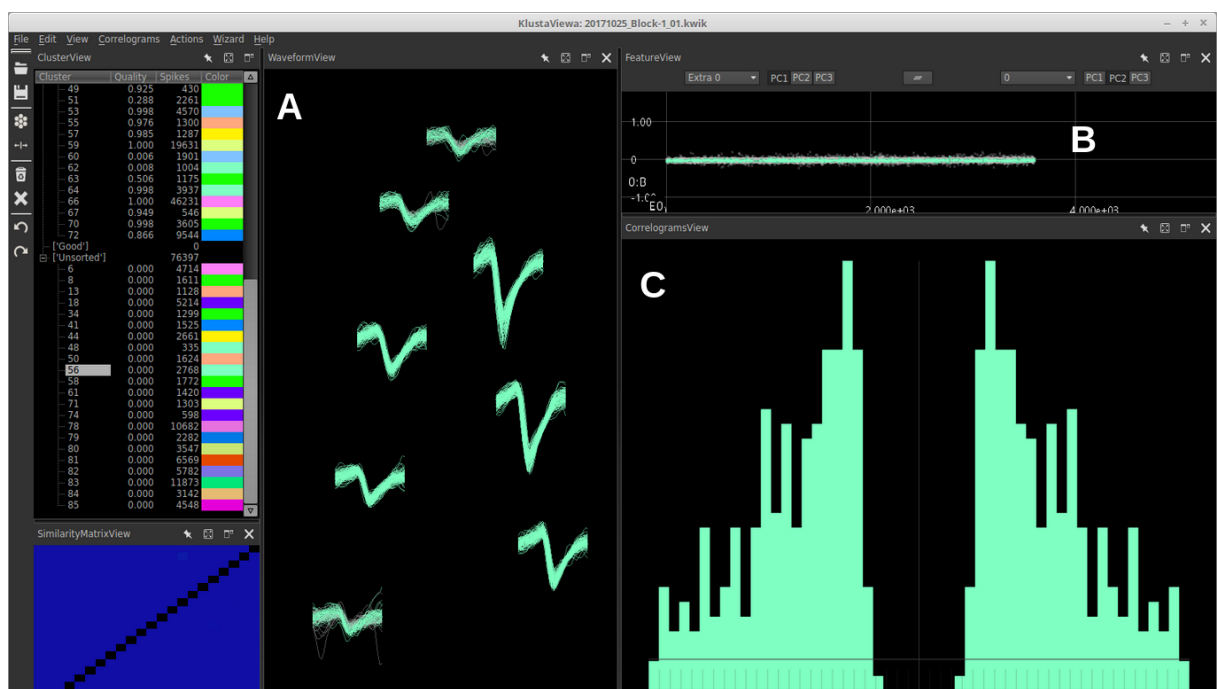 KlustaViewa: 20171025_Block-1_01.kwik
File Edit View Correlograms Actions Wizard Help
ClusterView
Cluster Quality Spikes Color
49 0.925 430
51 0.288 2261
53 0.998 4570
55 0.976 1300
57 0.985 1287
59 1.000 19631
60 0.006 1901
62 0.008 1004
63 0.506 1175
64 0.998 3937
66 1.000 46231
67 0.949 546
70 0.998 3605
72 0.866 9544
['Good'] 0
['Unsorted'] 76397
6 0.000 4714
8 0.000 1611
13 0.000 1128
18 0.000 5214
34 0.000 1299
41 0.000 1525
44 0.000 2661
48 0.000 335
50 0.000 1624
56 0.000 2768
58 0.000 1772
61 0.000 1420
71 0.000 1303
74 0.000 598
78 0.000 10682
79 0.000 2282
80 0.000 3547
81 0.000 6569
82 0.000 5782
83 0.000 11873
84 0.000 3142
85 0.000 4548
SimilarityMatrixView
WaveformView
A
FeatureView
Extra 0 PC1 PC2 PC3 0 PC1 PC2 PC3
1.00
B
0
0:B
E0
2.000e+03 4.000e+03
CorrelogramsView
C